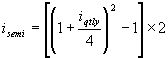 i_semi = [(1 + i_qtly/4)^2 − 1] × 2